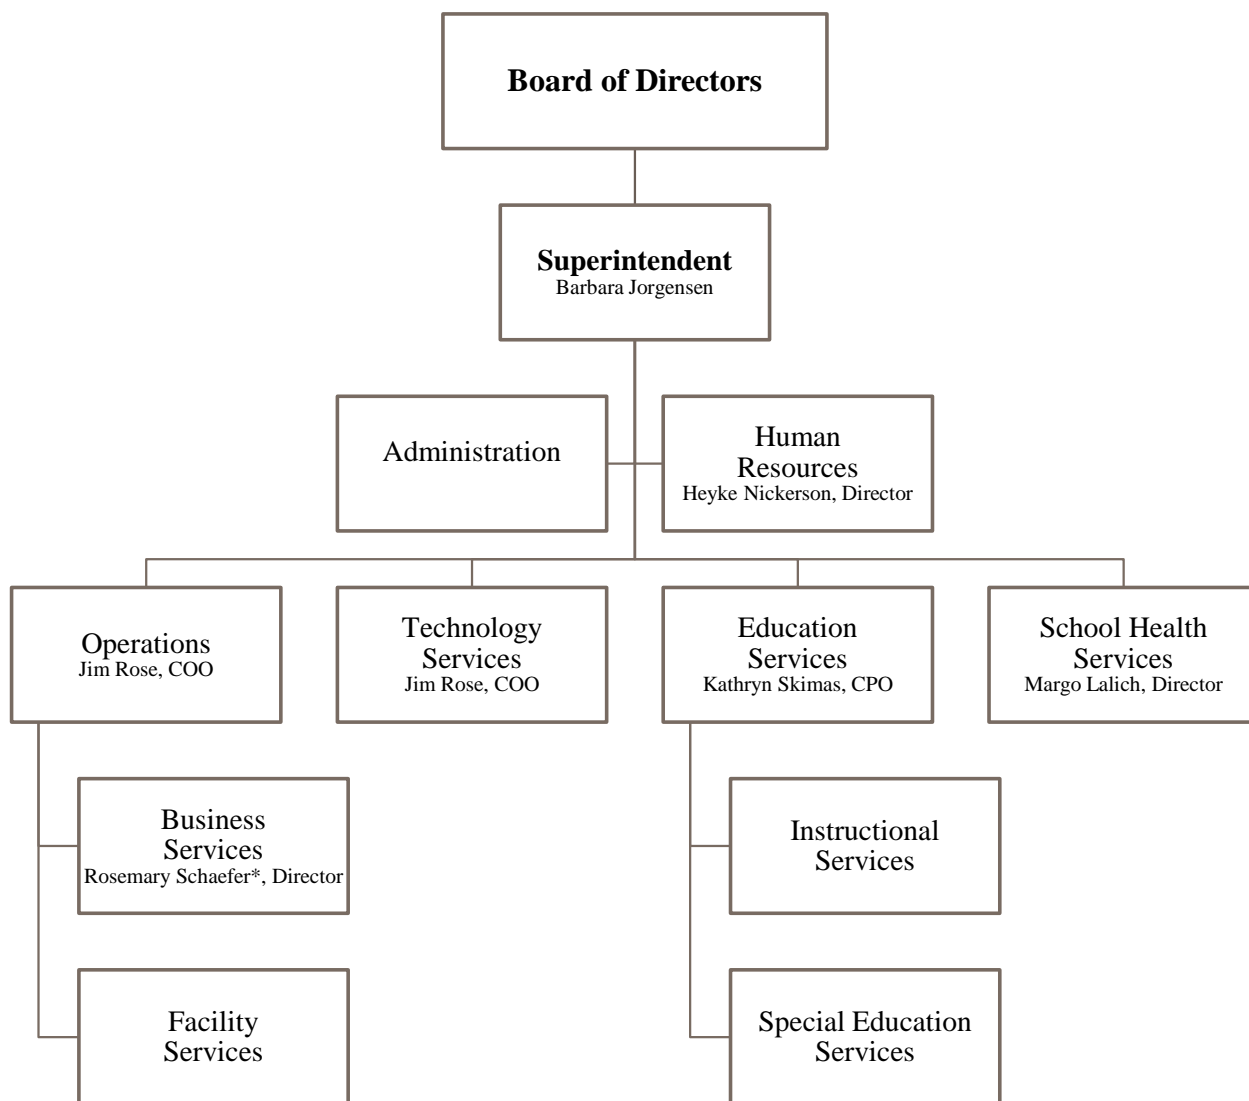 Board of Directors
Superintendent
Barbara Jorgensen
Administration
Human
Resources
Heyke Nickerson, Director
Operations
Jim Rose, COO
Technology
Services
Jim Rose, COO
Education
Services
Kathryn Skimas, CPO
School Health
Services
Margo Lalich, Director
Business
Services
Rosemary Schaefer*, Director
Instructional
Services
Facility
Services
Special Education
Services